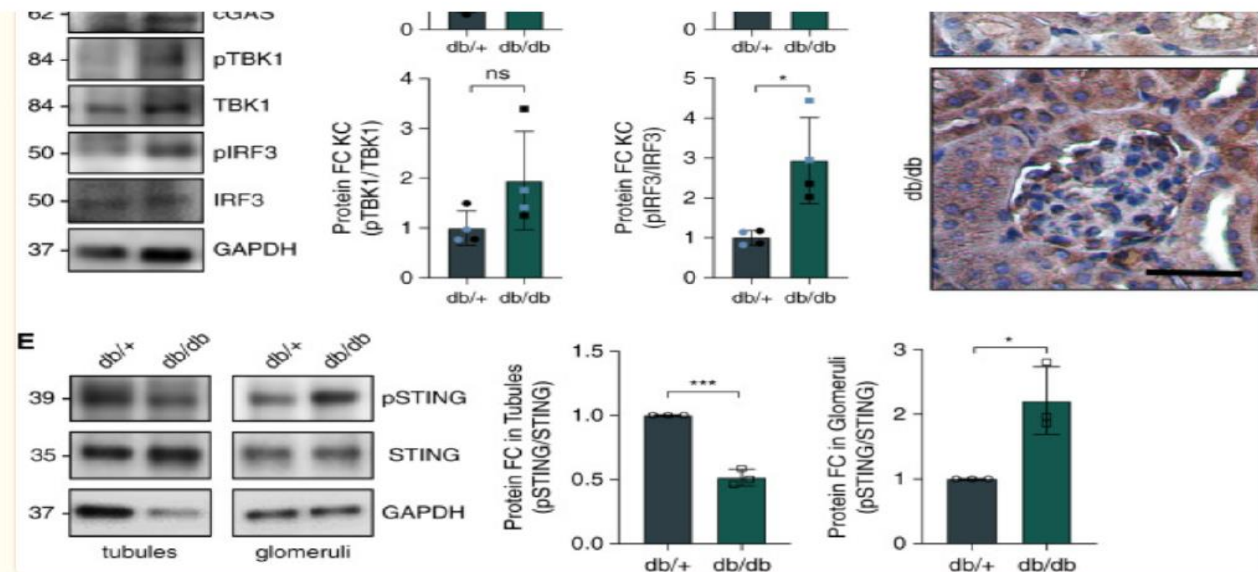 62 - cGAS
0 db/+ db/db
0 db/+ db/db
84 - pTBK1
84 - TBK1
50 - pIRF3
50 - IRF3
37 - GAPDH
Protein FC KC
(pTBK1/TBK1)
4
3
2
1
0
ns
db/+ db/db
Protein FC KC
(pIRF3/IRF3)
5
4
3
2
1
0
*
db/+ db/db
db/db
E
db/+ db/db db/+ db/db
39 - pSTING
35 - STING
37 - GAPDH
tubules glomeruli
Protein FC in Tubules
(pSTING/STING)
1.5
1.0
0.5
0.0
***
db/+ db/db
Protein FC in Glomeruli
(pSTING/STING)
3
2
1
0
*
db/+ db/db